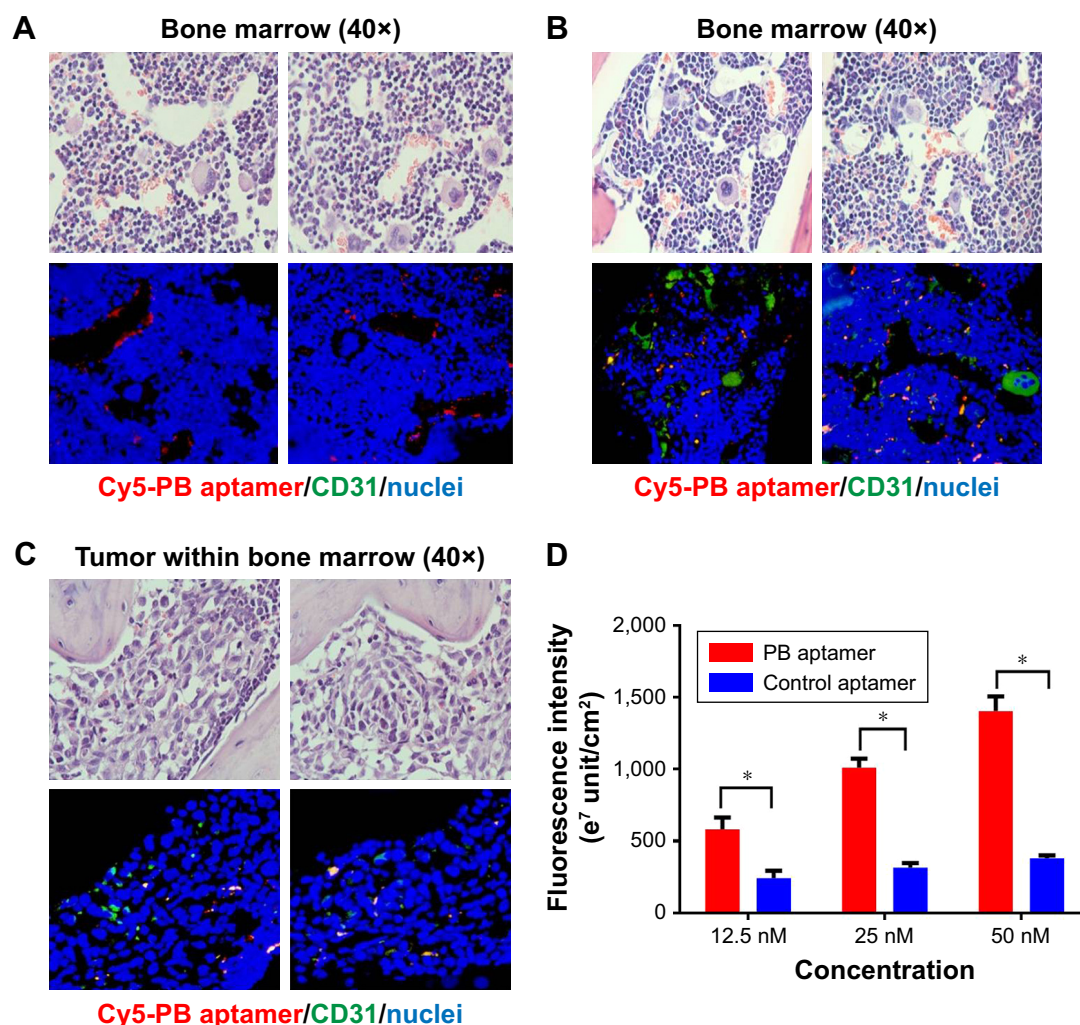 A
Bone marrow (40×)
Cy5-PB aptamer/CD31/nuclei
B
Bone marrow (40×)
Cy5-PB aptamer/CD31/nuclei
C
Tumor within bone marrow (40×)
Cy5-PB aptamer/CD31/nuclei
D
Fluorescence intensity
(e⁷ unit/cm²)
2,000
1,500
1,000
500
0
PB aptamer
Control aptamer
*
*
*
12.5 nM
25 nM
50 nM
Concentration